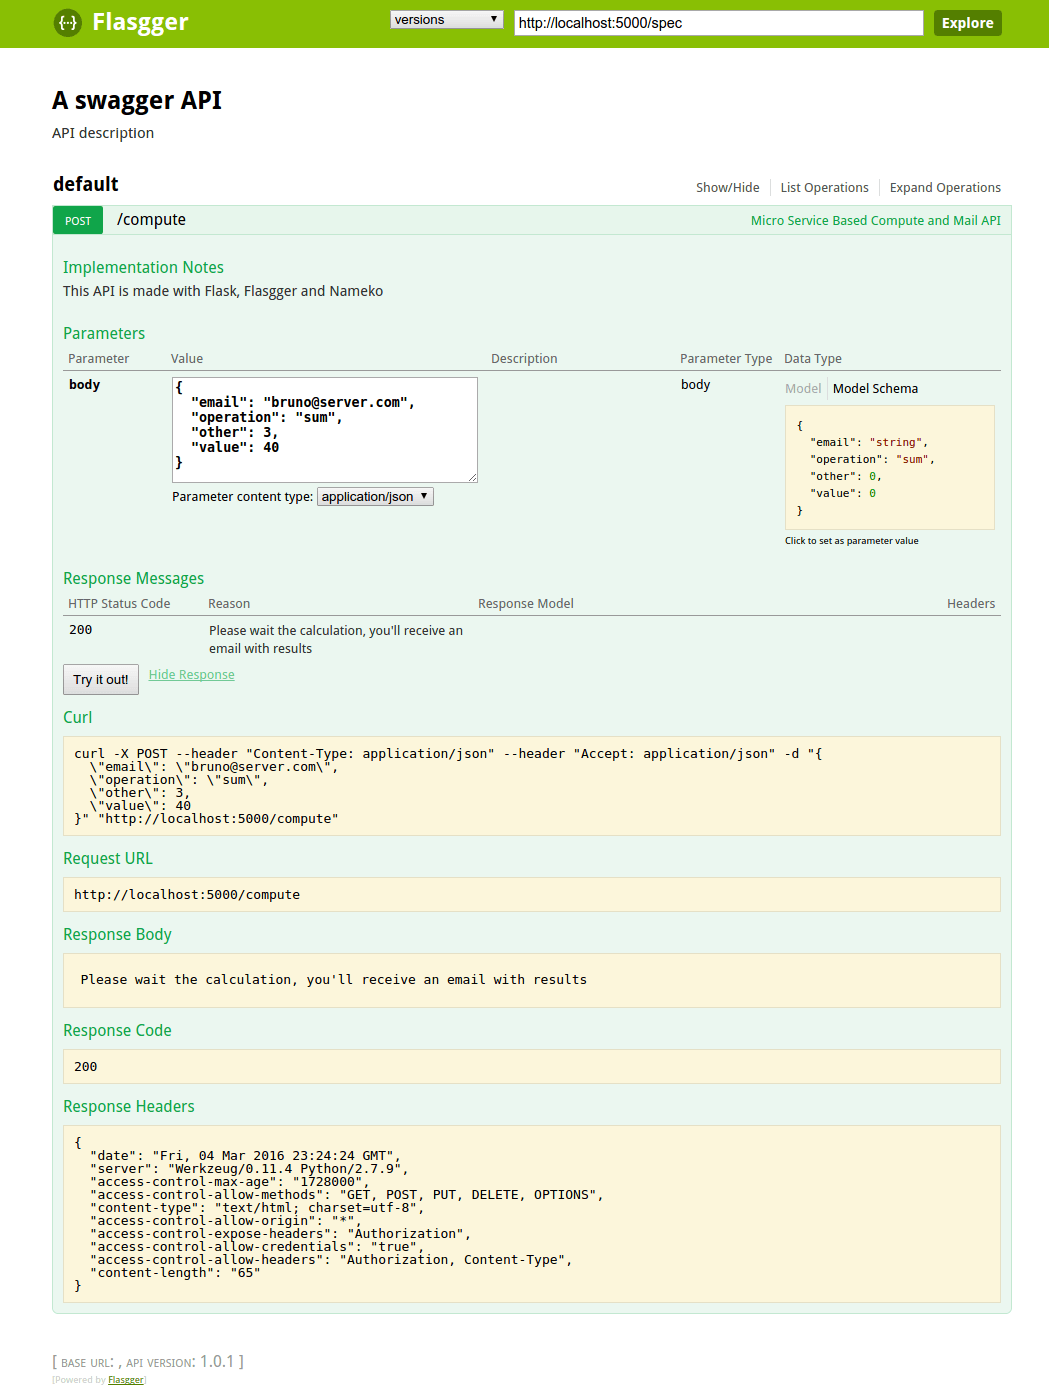 {··} Flasgger versions http://localhost:5000/spec Explore
A swagger API
API description
default Show/Hide List Operations Expand Operations
POST /compute Micro Service Based Compute and Mail API
Implementation Notes
This API is made with Flask, Flasgger and Nameko
Parameters
Parameter Value Description Parameter Type Data Type
body
{
  "email": "bruno@server.com",
  "operation": "sum",
  "other": 3,
  "value": 40
}
Parameter content type: application/json
body
Model Model Schema
{
  "email": "string",
  "operation": "sum",
  "other": 0,
  "value": 0
}
Click to set as parameter value
Response Messages
HTTP Status Code Reason Response Model Headers
200 Please wait the calculation, you'll receive an
email with results
Try it out! Hide Response
Curl
curl -X POST --header "Content-Type: application/json" --header "Accept: application/json" -d "{
  \"email\": \"bruno@server.com\",
  \"operation\": \"sum\",
  \"other\": 3,
  \"value\": 40
}" "http://localhost:5000/compute"
Request URL
http://localhost:5000/compute
Response Body
Please wait the calculation, you'll receive an email with results
Response Code
200
Response Headers
{
  "date": "Fri, 04 Mar 2016 23:24:24 GMT",
  "server": "Werkzeug/0.11.4 Python/2.7.9",
  "access-control-max-age": "1728000",
  "access-control-allow-methods": "GET, POST, PUT, DELETE, OPTIONS",
  "content-type": "text/html; charset=utf-8",
  "access-control-allow-origin": "*",
  "access-control-expose-headers": "Authorization",
  "access-control-allow-credentials": "true",
  "access-control-allow-headers": "Authorization, Content-Type",
  "content-length": "65"
}
[ BASE URL: , API VERSION: 1.0.1 ]
[Powered by Flasgger]